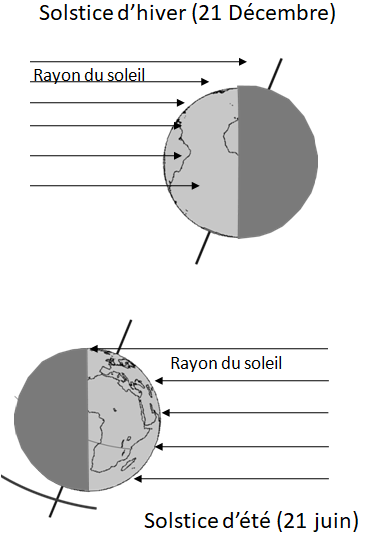 Solstice d’hiver (21 Décembre)
Rayon du soleil
Rayon du soleil
Solstice d’été (21 juin)